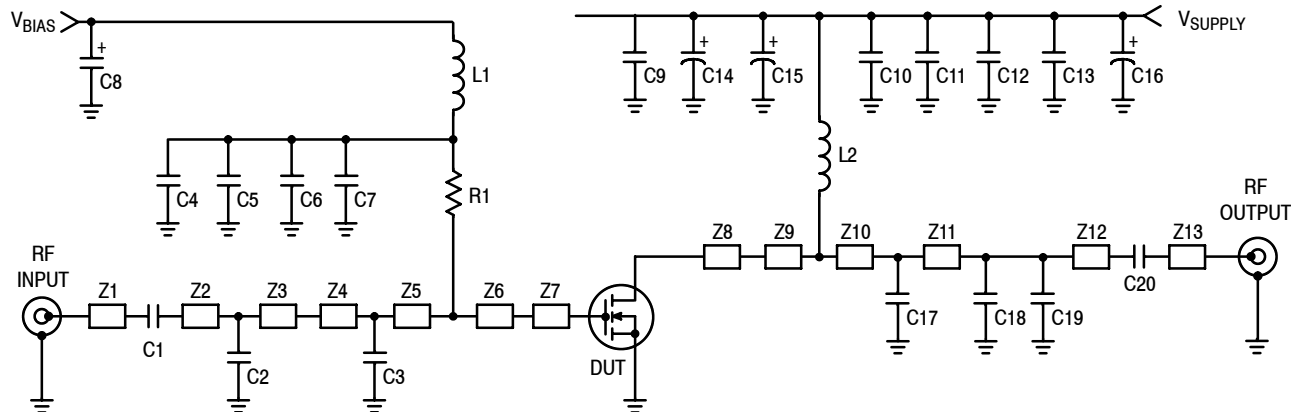 VBIAS
+
C8
L1
C4
C5
C6
C7
R1
RF
INPUT
Z1
C1
Z2
C2
Z3
Z4
C3
Z5
Z6
Z7
DUT
VSUPPLY
C9
+
C14
+
C15
C10
C11
C12
C13
+
C16
L2
Z8
Z9
Z10
C17
Z11
C18
C19
Z12
C20
Z13
RF
OUTPUT